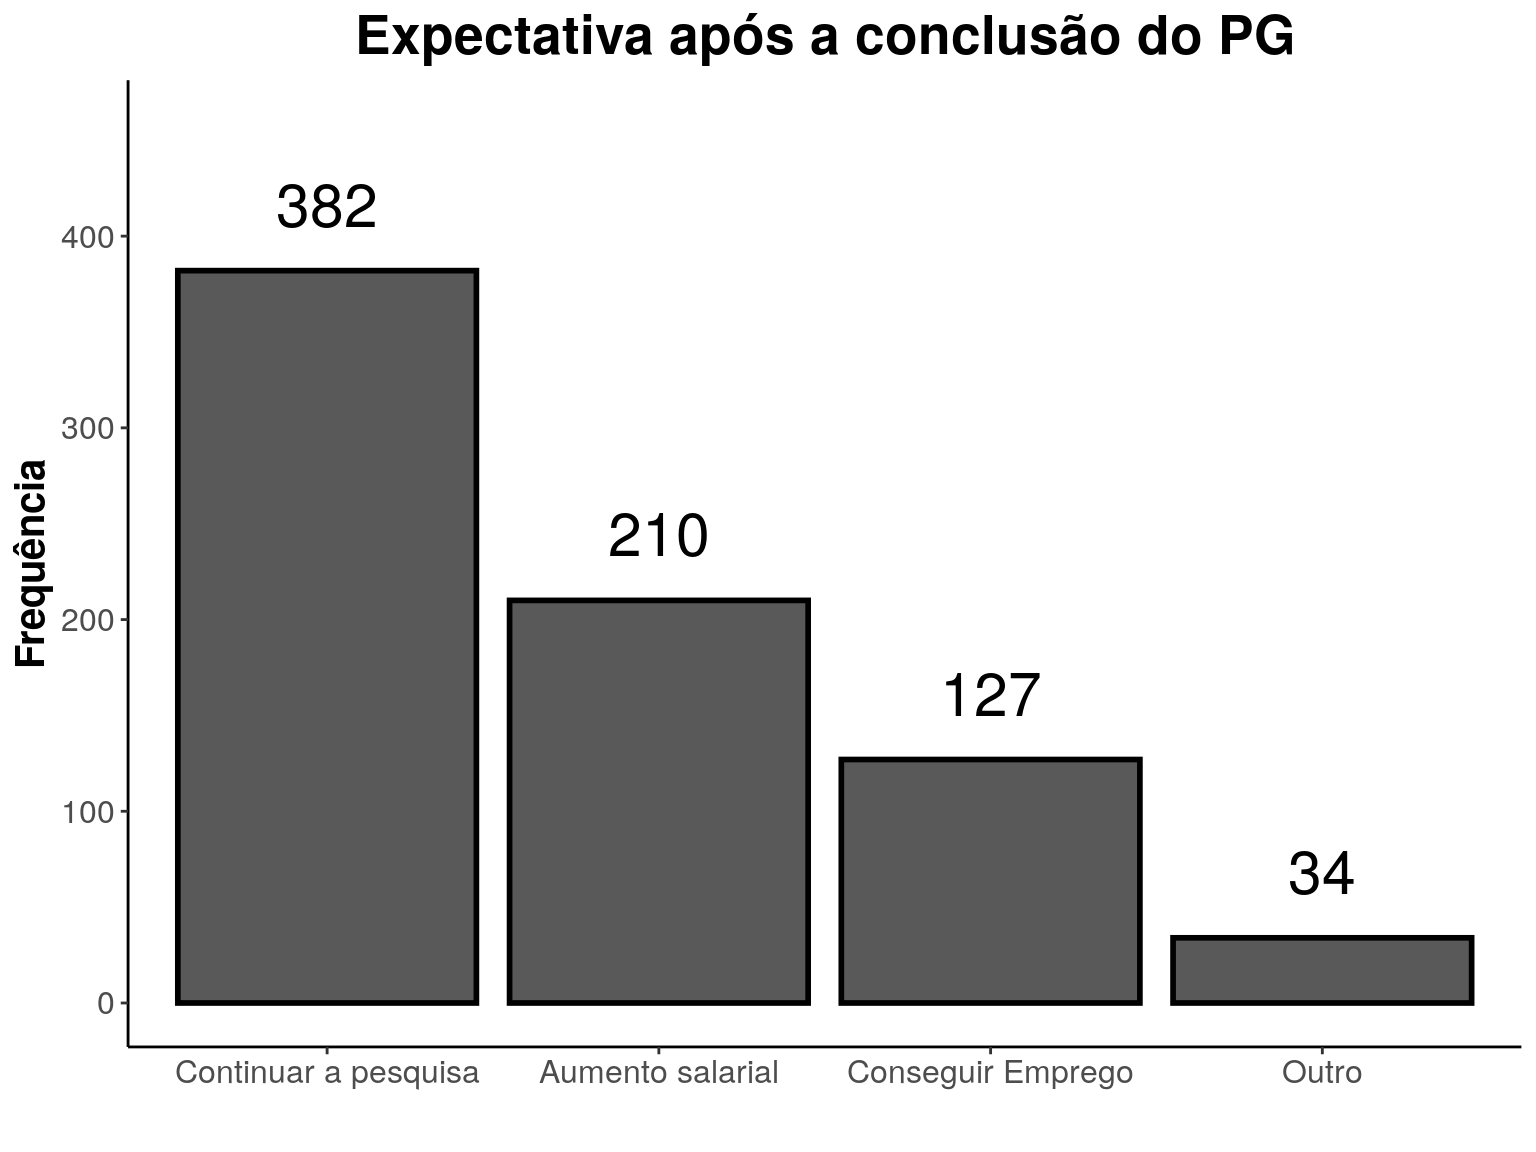 Expectativa após a conclusão do PG
Frequência
400
300
200
100
0
382
210
127
34
Continuar a pesquisa
Aumento salarial
Conseguir Emprego
Outro